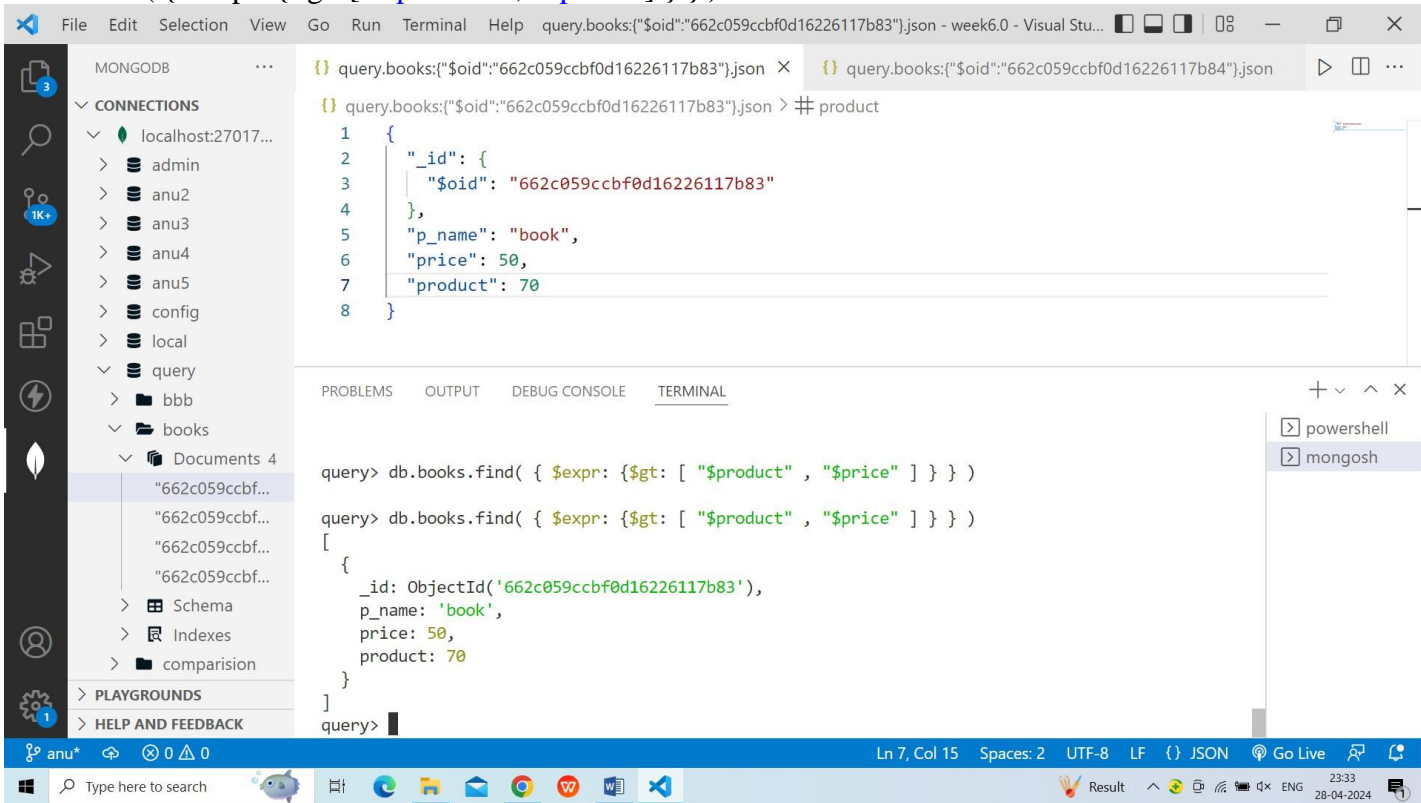 File Edit Selection View Go Run Terminal Help query.books:{"$oid":"662c059ccbf0d16226117b83"}.json - week6.0 - Visual Stu...
MONGODB ...
CONNECTIONS
localhost:27017...
admin
anu2
anu3
anu4
anu5
config
local
query
bbb
books
Documents 4
"662c059ccbf...
"662c059ccbf...
"662c059ccbf...
"662c059ccbf...
Schema
Indexes
comparision
PLAYGROUNDS
HELP AND FEEDBACK
3
1K+
1
{} query.books:{"$oid":"662c059ccbf0d16226117b83"}.json {} query.books:{"$oid":"662c059ccbf0d16226117b84"}.json
{} query.books:{"$oid":"662c059ccbf0d16226117b83"}.json > product
1 {
2 "_id": {
3 "$oid": "662c059ccbf0d16226117b83"
4 },
5 "p_name": "book",
6 "price": 50,
7 "product": 70
8 }
PROBLEMS OUTPUT DEBUG CONSOLE TERMINAL
query> db.books.find( { $expr: {$gt: [ "$product" , "$price" ] } } )
query> db.books.find( { $expr: {$gt: [ "$product" , "$price" ] } } )
[
{
_id: ObjectId('662c059ccbf0d16226117b83'),
p_name: 'book',
price: 50,
product: 70
}
]
query>
powershell
mongosh
anu* 0 0 Ln 7, Col 15 Spaces: 2 UTF-8 LF {} JSON Go Live
Type here to search Result ENG 23:33
28-04-2024
1